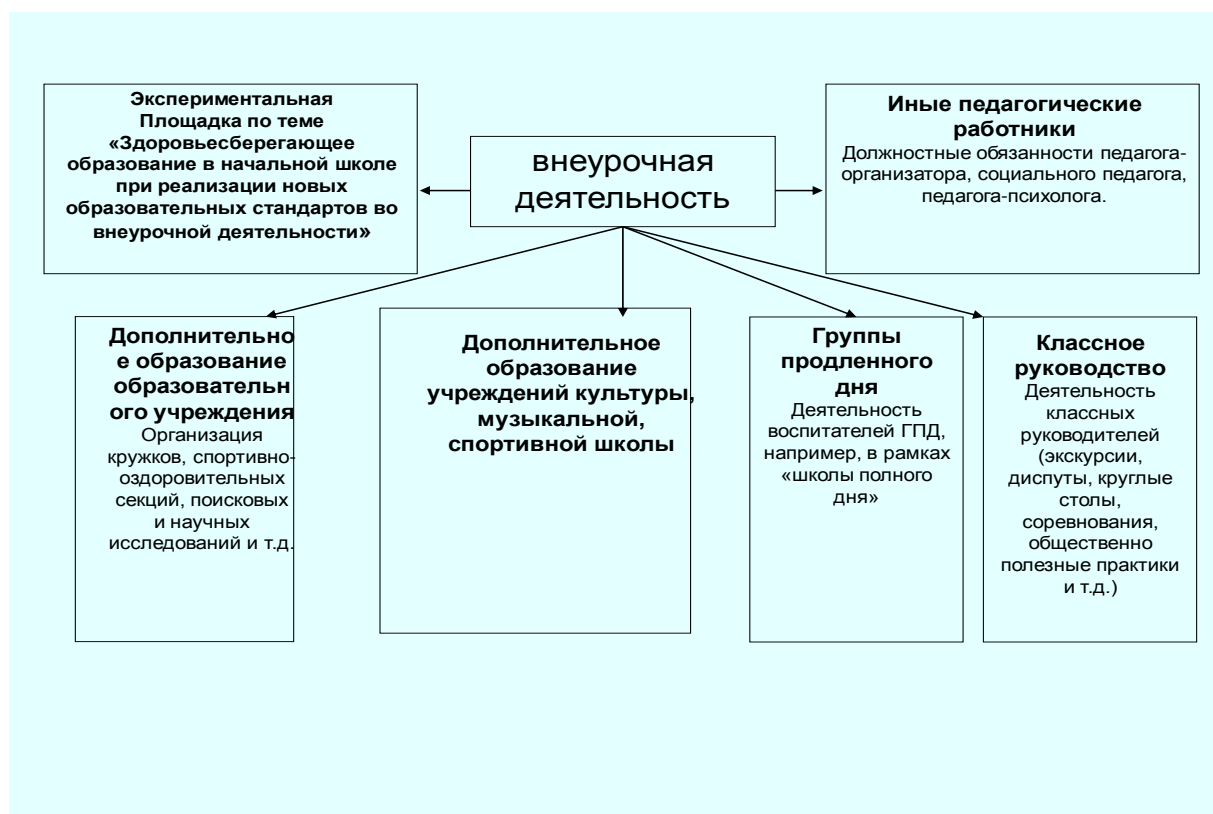 Экспериментальная
Площадка по теме
«Здоровьесберегающее
образование в начальной школе
при реализации новых
образовательных стандартов во
внеурочной деятельности»
внеурочная
деятельность
Иные педагогические
работники
Должностные обязанности педагога-
организатора, социального педагога,
педагога-психолога.
Дополнительно
е образование
образовательн
ого учреждения
Организация
кружков, спортивно-
оздоровительных
секций, поисковых
и научных
исследований и т.д.
Дополнительное
образование
учреждений культуры,
музыкальной,
спортивной школы
Группы
продленного
дня
Деятельность
воспитателей ГПД,
например, в рамках
«школы полного
дня»
Классное
руководство
Деятельность
классных
руководителей
(экскурсии,
диспуты, круглые
столы,
соревнования,
общественно
полезные практики
и т.д.)